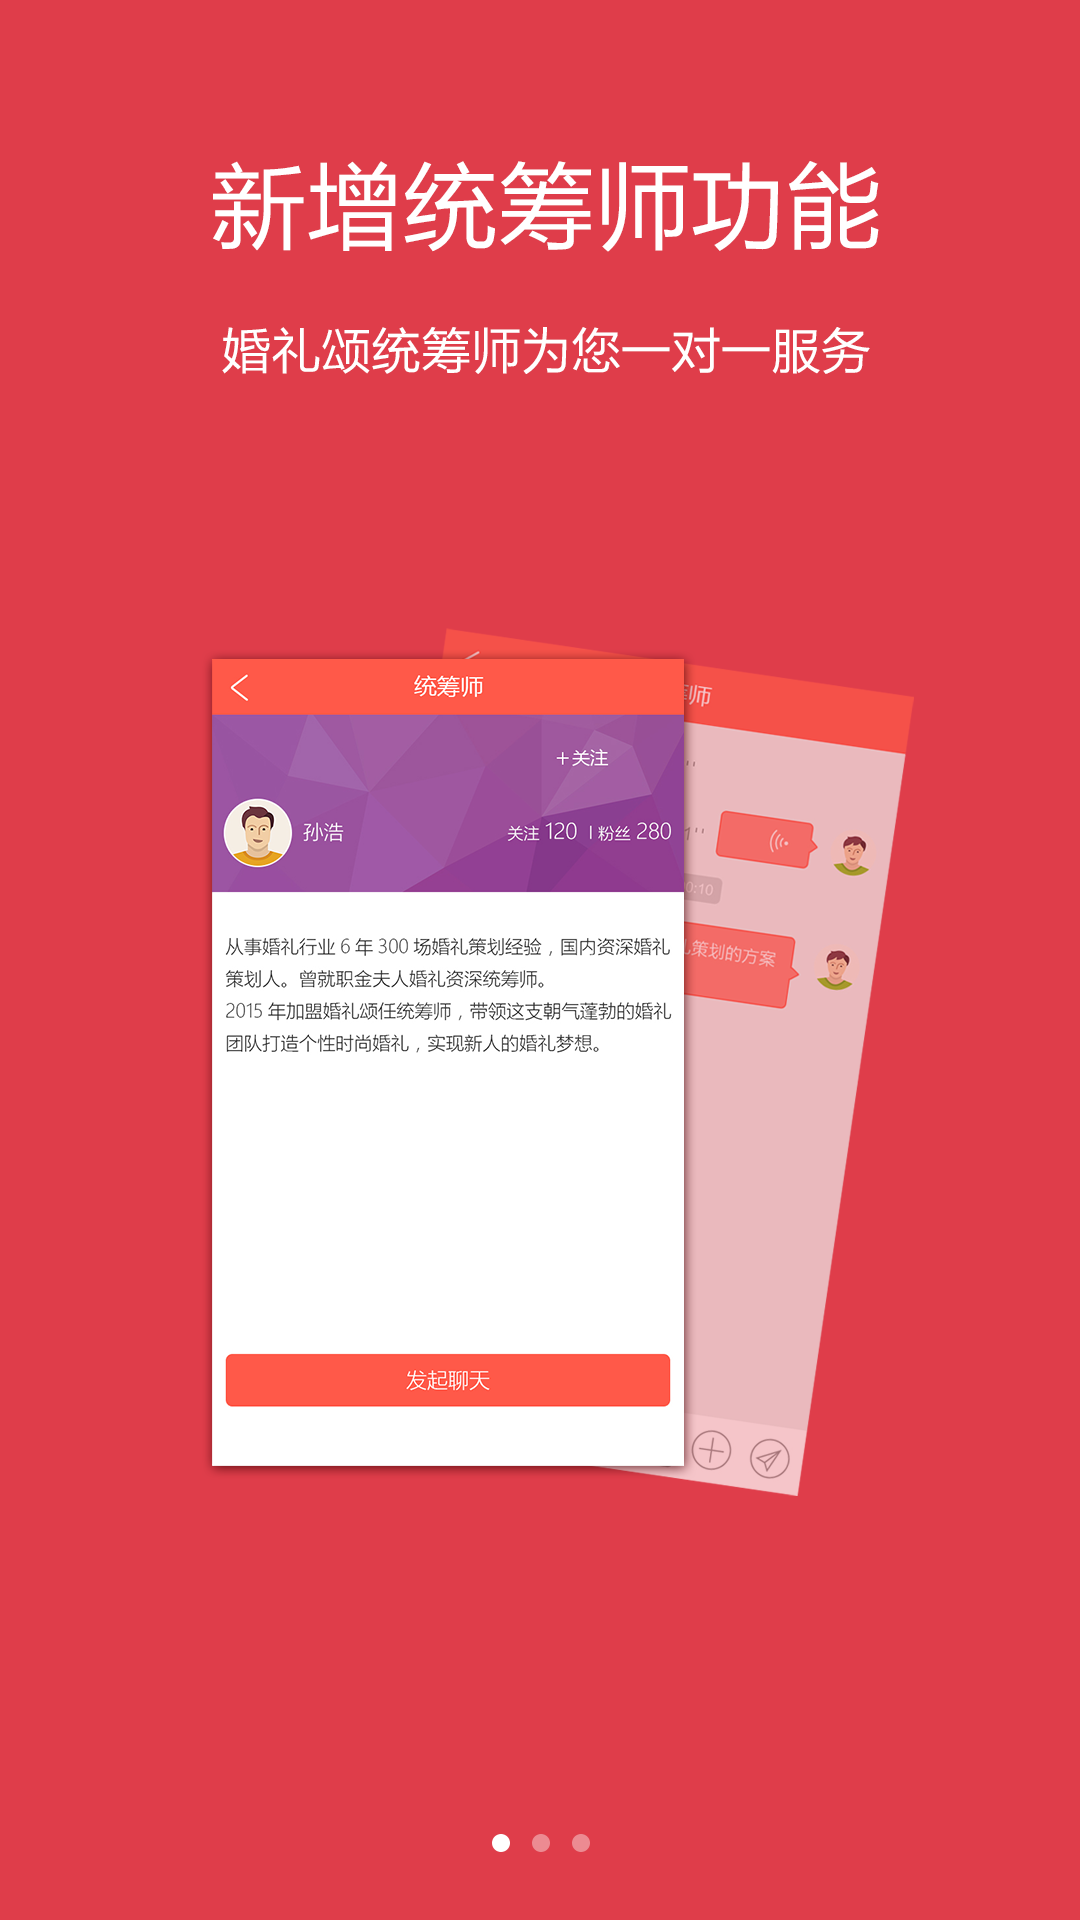 新增统筹师功能
婚礼颂统筹师为您一对一服务
统筹师
师
+关注
孙浩
关注 120 | 粉丝 280
1''
0:10
策划的方案
从事婚礼行业 6 年 300 场婚礼策划经验，国内资深婚礼
策划人。曾就职金夫人婚礼资深统筹师。
2015 年加盟婚礼颂任统筹师，带领这支朝气蓬勃的婚礼
团队打造个性时尚婚礼，实现新人的婚礼梦想。
发起聊天